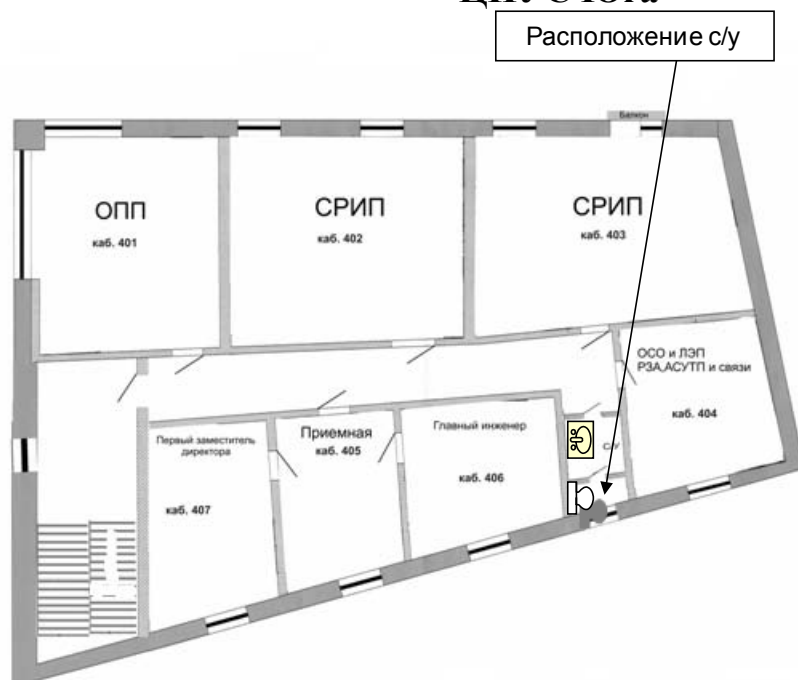 Расположение с/у
Балкон
ОПП
каб. 401
СРИП
каб. 402
СРИП
каб. 403
ОСО и ЛЭП
РЗА,АСУТП и связи
каб. 404
Первый заместитель
директора
каб. 407
Приемная
каб. 405
Главный инженер
каб. 406
С/У